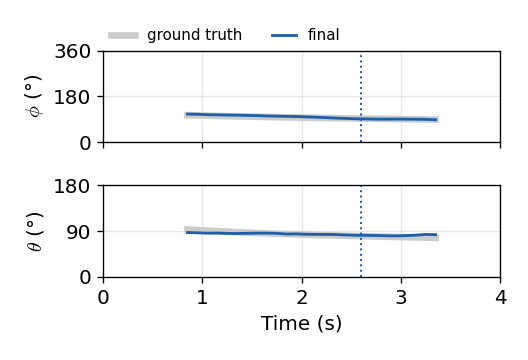 ground truth final
360
180
0
ϕ (°)
180
90
0
θ (°)
0 1 2 3 4
Time (s)